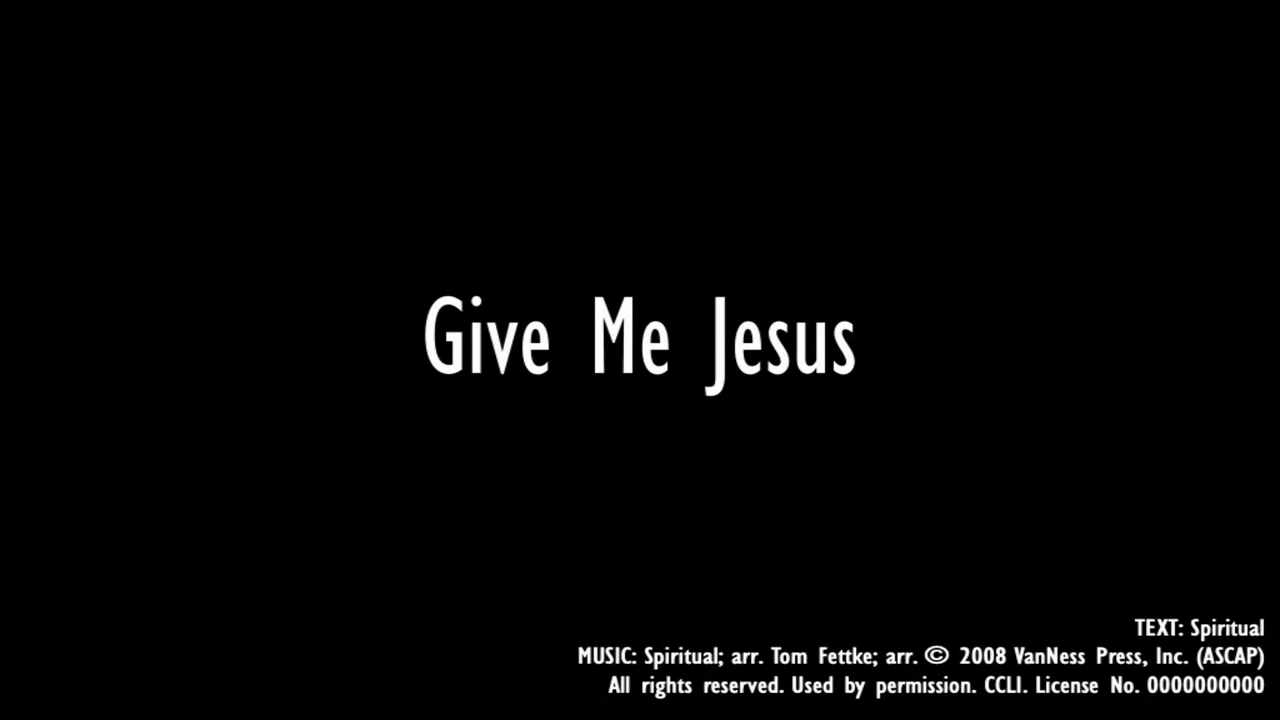 Give Me Jesus
TEXT: Spiritual
MUSIC: Spiritual; arr. Tom Fettke; arr. © 2008 VanNess Press, Inc. (ASCAP)
All rights reserved. Used by permission. CCLI. License No. 0000000000